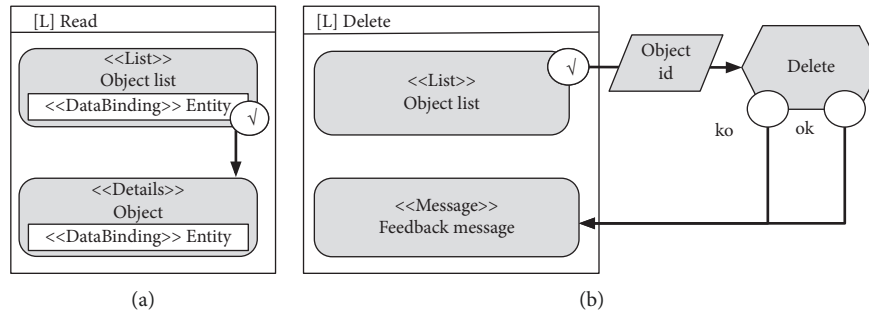 [L] Read
<<List>>
Object list
<<DataBinding>> Entity
√
<<Details>>
Object
<<DataBinding>> Entity
(a)
[L] Delete
<<List>>
Object list
√
Object
id
Delete
ko
ok
<<Message>>
Feedback message
(b)